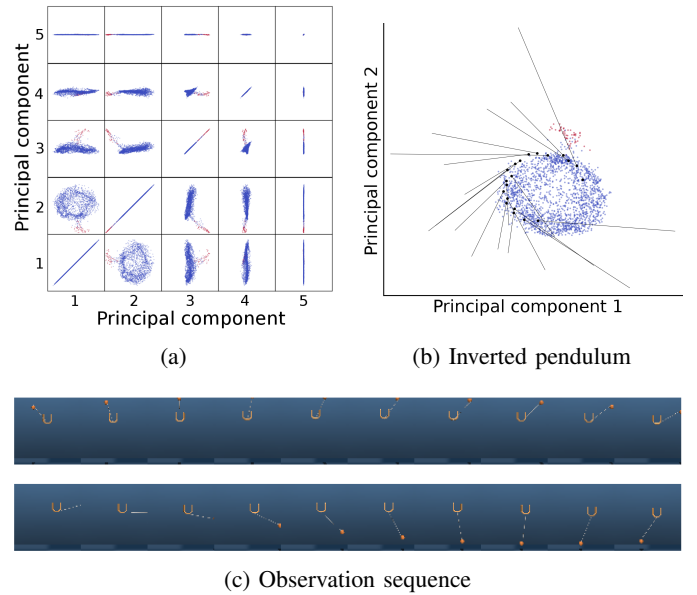 5
4
3
2
1
Principal component
1 2 3 4 5
Principal component
(a)
Principal component 2
Principal component 1
(b) Inverted pendulum
(c) Observation sequence